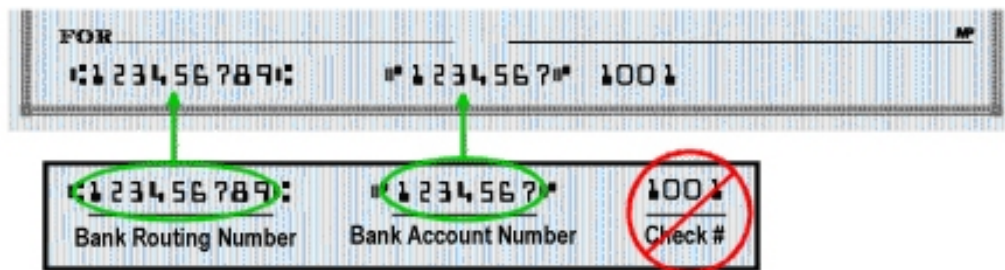 FOR MP
⑆123456789⑆ ⑈1234567⑈ 1001
⑆123456789⑆ ⑈1234567⑈ 1001
Bank Routing Number Bank Account Number Check #